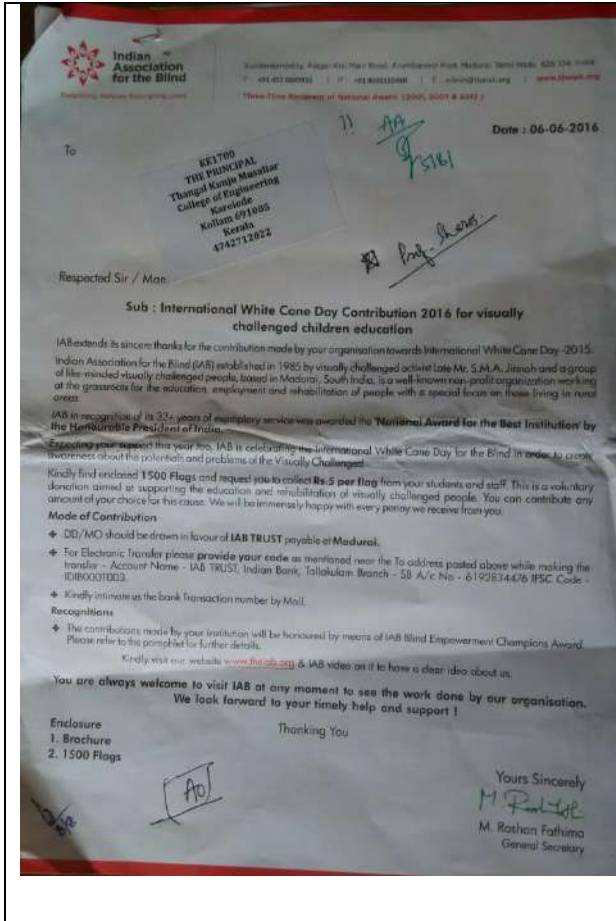 Indian
Association
for the Blind
Three Time Recipient of National Award (2001, 2007 & 2012)
Date : 06-06-2016
AA
To
KE1700
THE PRINCIPAL
Thangal Kunju Musaliar
College of Engineering
Karicode
Kollam 691005
Kerala
4742712022
Respected Sir / Mam
Sub : International White Cane Day Contribution 2016 for visually
challenged children education
IAB extends its sincere thanks for the contribution made by your organisation towards International White Cane Day -2015.
Indian Association for the Blind (IAB) established in 1985 by visually challenged activist Late Mr. S.M.A. Jinnah and a group
of like-minded visually challenged people, based in Madurai, South India, is a well-known non-profit organization working
at the grassroots for the education, employment and rehabilitation of people with a special focus on those living in rural
areas.
IAB in recognition of its 32+ years of exemplary service was awarded the 'National Award for the Best Institution' by
the Honourable President of India.
Expecting your support this year too, IAB is celebrating the International White Cane Day for the Blind in order to create
awareness about the potentials and problems of the Visually Challenged.
Kindly find enclosed 1500 Flags and request you to collect Rs.5 per flag from your students and staff. This is a voluntary
donation aimed at supporting the education and rehabilitation of visually challenged people. You can contribute any
amount of your choice for this cause. We will be immensely happy with every penny we receive from you.
Mode of Contribution
DD/MO should be drawn in favour of IAB TRUST payable at Madurai.
For Electronic Transfer please provide your code as mentioned near the To address posted above while making the
transfer - Account Name - IAB TRUST, Indian Bank, Tallakulam Branch - SB A/c No - 6192834476 IFSC Code -
IDIB000T003.
Kindly intimate us the bank Transaction number by Mail.
Recognitions
The contributions made by your institution will be honoured by means of IAB Blind Empowerment Champions Award.
Please refer to the pamphlet for further details.
Kindly visit our website www.theiab.org & IAB video on it to have a clear idea about us.
You are always welcome to visit IAB at any moment to see the work done by our organisation.
We look forward to your timely help and support !
Enclosure
Thanking You
1. Brochure
2. 1500 Flags
AO
Yours Sincerely
M. Roshan Fathima
General Secretary